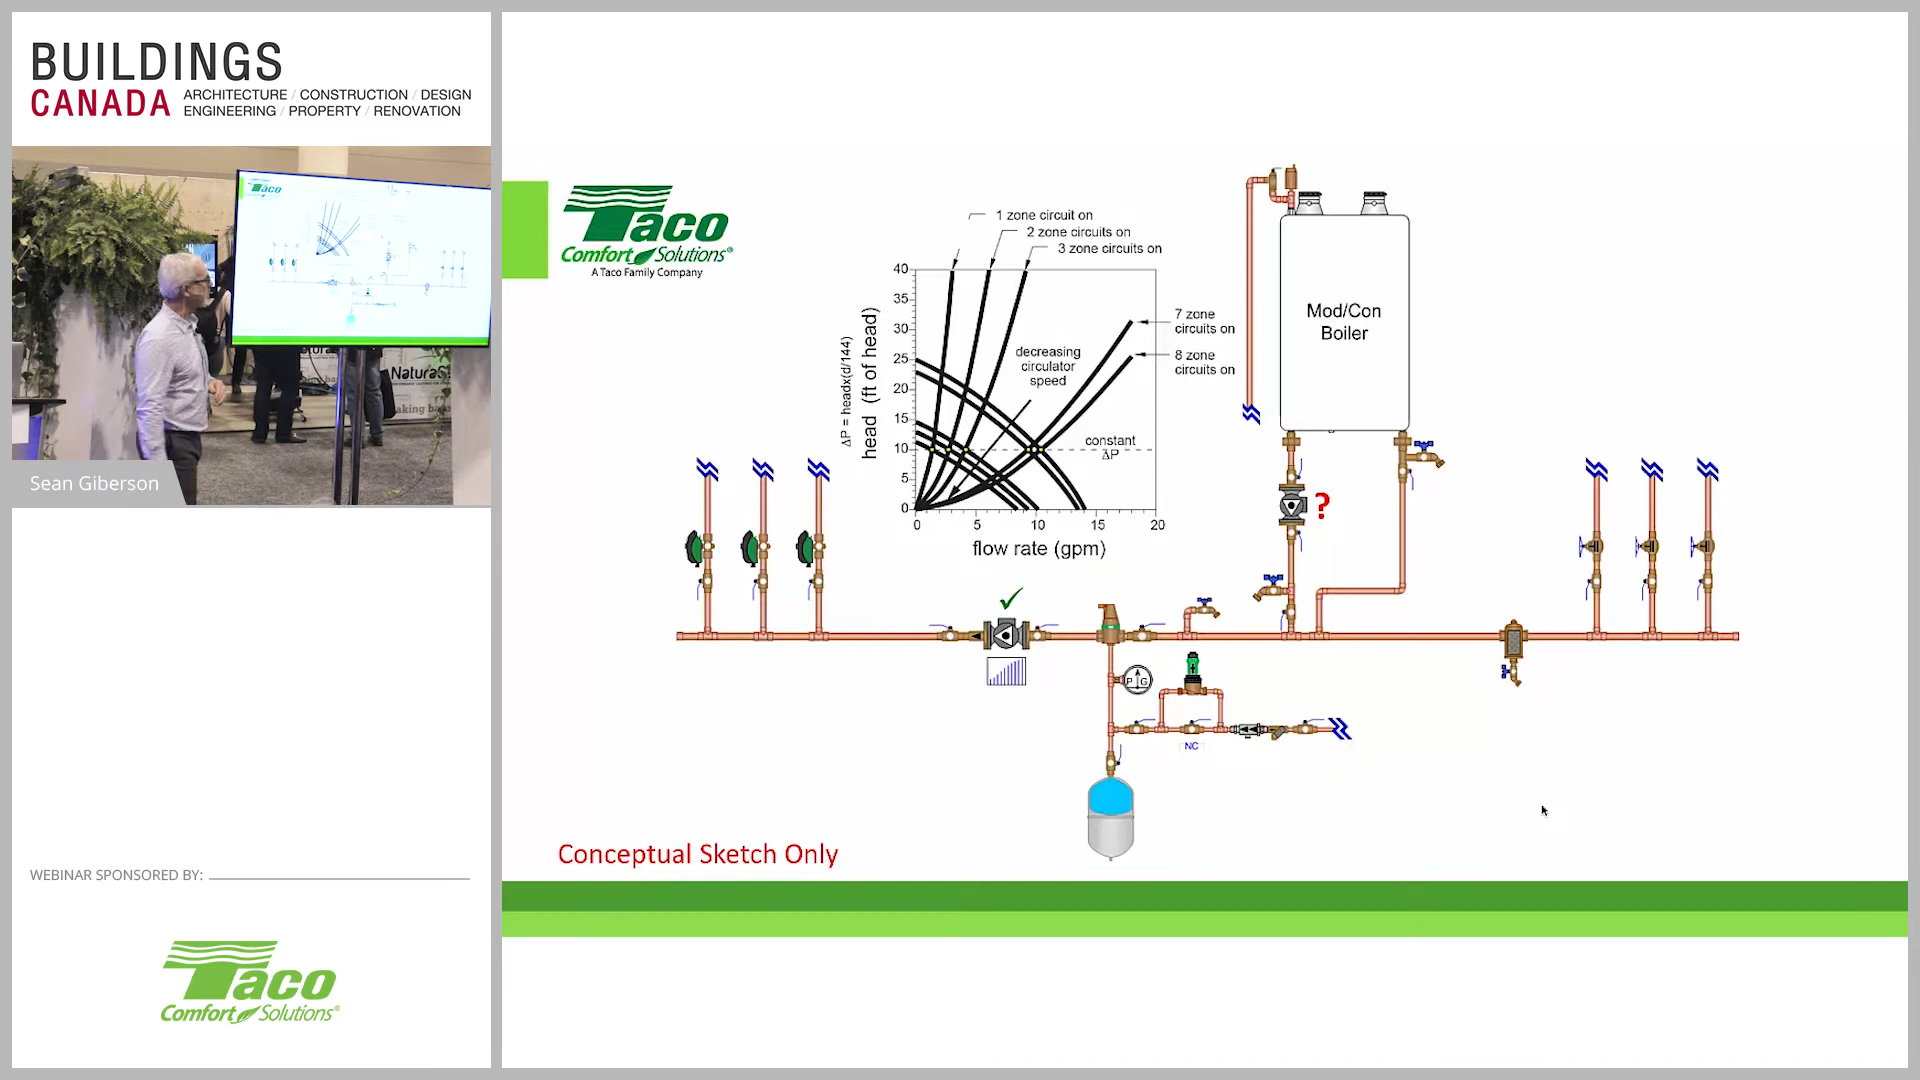 BUILDINGS
CANADA
ARCHITECTURE / CONSTRUCTION / DESIGN
ENGINEERING / PROPERTY / RENOVATION
Taco
NaturaS
aking ba
Sean Giberson
WEBINAR SPONSORED BY:
Taco
Comfort Solutions®
Taco
Comfort Solutions®
A Taco Family Company
1 zone circuit on
2 zone circuits on
3 zone circuits on
40
35
30
25
20
15
10
5
0
ΔP = headx(d/144)
head (ft of head)
decreasing
circulator
speed
7 zone
circuits on
8 zone
circuits on
constant
ΔP
0 5 10 15 20
flow rate (gpm)
Mod/Con
Boiler
?
P G
NC
Conceptual Sketch Only